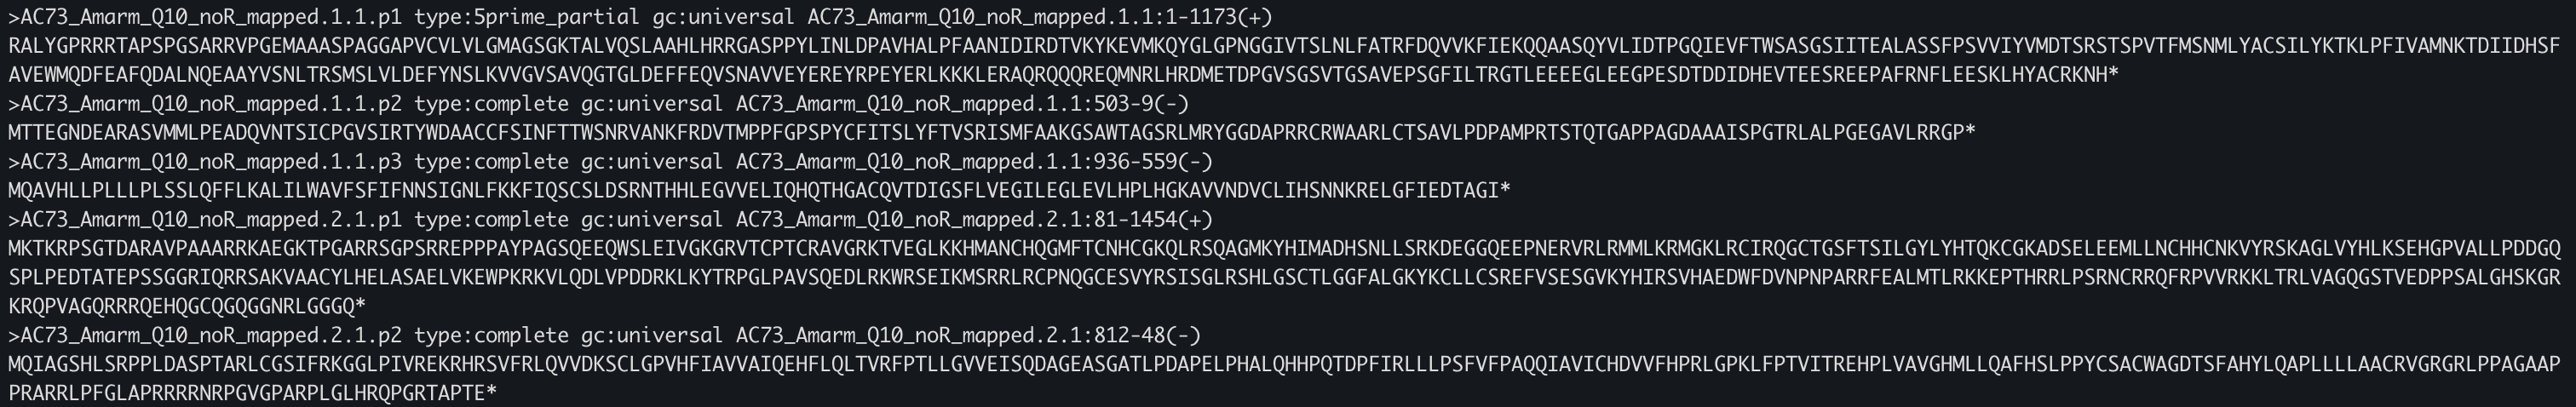 >AC73_Amarm_Q10_noR_mapped.1.1.p1 type:5prime_partial gc:universal AC73_Amarm_Q10_noR_mapped.1.1:1-1173(+)
RALYGPRRRTAPSPGSARRVPGEMAAASPAGGAPVCVLVLGMAGSGKTALVQSLAAHLHRRGASPPYLINLDPAVHALPFAANIDIRDTVKYKEVMKQYGLGPNGGIVTSLNLFATRFDQVVKFIEKQQAASQYVLIDTPGQIEVFTWSASGSIITEALASSFPSVVIYVMDTSRSTSPVTFMSNMLYACSILYKTKLPFIVAMNKTDIIDHSF
AVEWMQDFEAFQDALNQEAAYVSNLTRSMSLVLDEFYNSLKVVGVSAVQGTGLDEFFEQVSNAVVEYEREYRPEYERLKKKLERAQRQQQREQMNRLHRDMETDPGVSGSVTGSAVEPSGFILTRGTLEEEEGLEEGPESDTDDIDHEVTEESREEPAFRNFLEESKLHYACRKNH*
>AC73_Amarm_Q10_noR_mapped.1.1.p2 type:complete gc:universal AC73_Amarm_Q10_noR_mapped.1.1:503-9(-)
MTTEGNDEARASVMMLPEADQVNTSICPGVSIRTYWDAACCFSINFTTWSNRVANKFRDVTMPPFGPSPYCFITSLYFTVSRISMFAAKGSAWTAGSRLMRYGGDAPRRCRWAARLCTSAVLPDPAMPRTSTQTGAPPAGDAAAISPGTRLALPGEGAVLRRGP*
>AC73_Amarm_Q10_noR_mapped.1.1.p3 type:complete gc:universal AC73_Amarm_Q10_noR_mapped.1.1:936-559(-)
MQAVHLLPLLLPLSSLQFFLKALILWAVFSFIFNNSIGNLFKKFIQSCSLDSRNTHHLEGVVELIQHQTHGACQVTDIGSFLVEGILEGLEVLHPLHGKAVVNDVCLIHSNNKRELGFIEDTAGI*
>AC73_Amarm_Q10_noR_mapped.2.1.p1 type:complete gc:universal AC73_Amarm_Q10_noR_mapped.2.1:81-1454(+)
MKTKRPSGTDARAVPAAARRKAEGKTPGARRSGPSRREPPPAYPAGSQEEQWSLEIVGKGRVTCPTCRAVGRKTVEGLKKHMANCHQGMFTCNHCGKQLRSQAGMKYHIMADHSNLLSRKDEGGQEEPNERVRLRMMLKRMGKLRCIRQGCTGSFTSILGYLYHTQKCGKADSELEEMLLNCHHCNKVYRSKAGLVYHLKSEHGPVALLPDDGQ
SPLPEDTATEPSSGGRIQRRSAKVAACYLHELASAELVKEWPKRKVLQDLVPDDRKLKYTRPGLPAVSQEDLRKWRSEIKMSRRLRCPNQGCESVYRSISGLRSHLGSCTLGGFALGKYKCLLCSREFVSESGVKYHIRSVHAEDWFDVNPNPARRFEALMTLRKKEPTHRRLPSRNCRRQFRPVVRKKLTRLVAGQGSTVEDPPSALGHSKGR
KRQPVAGQRRRQEHQGCQGQGGNRLGGGQ*
>AC73_Amarm_Q10_noR_mapped.2.1.p2 type:complete gc:universal AC73_Amarm_Q10_noR_mapped.2.1:812-48(-)
MQIAGSHLSRPPLDASPTARLCGSIFRKGGLPIVREKRHRSVFRLQVVDKSCLGPVHFIAVVAIQEHFLQLTVRFPTLLGVVEISQDAGEASGATLPDAPELPHALQHHPQTDPFIRLLLPSFVFPAQQIAVICHDVVFHPRLGPKLFPTVITREHPLVAVGHMLLQAFHSLPPYCSACWAGDTSFAHYLQAPLLLLAACRVGRGRLPPAGAAP
PRARRLPFGLAPRRRRNRPGVGPARPLGLHRQPGRTAPTE*